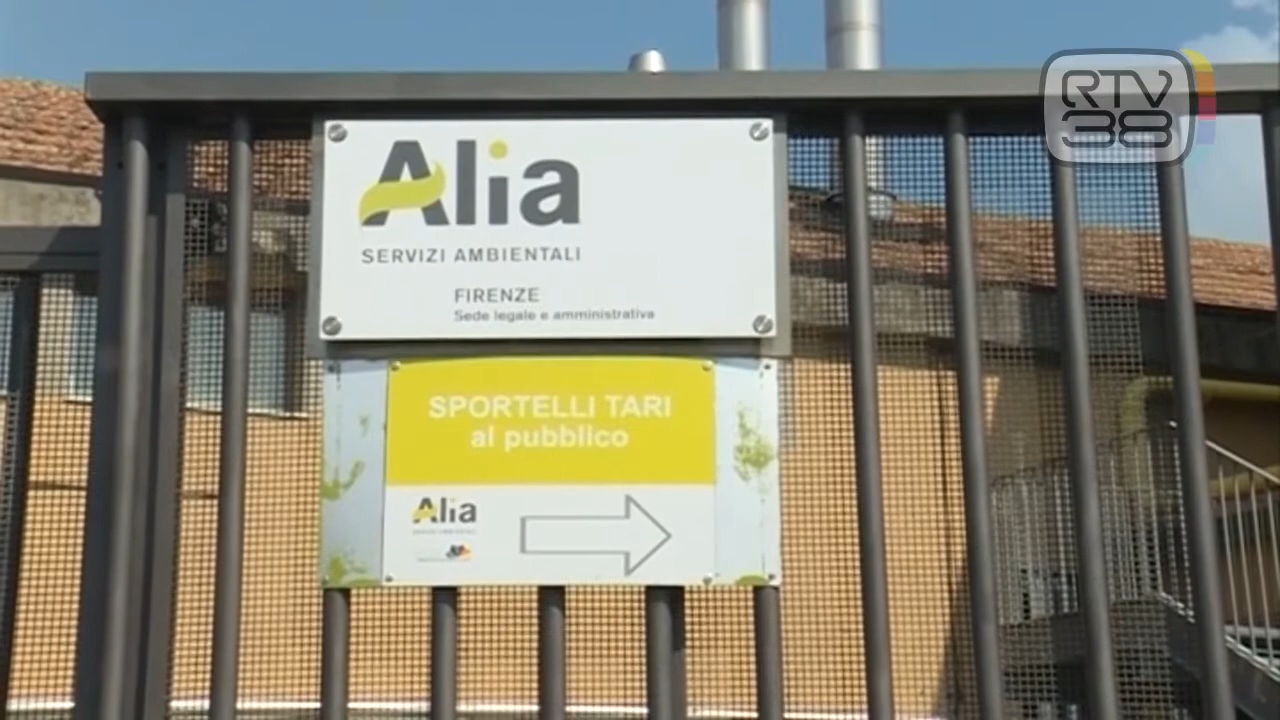 RTV
38
Alia
SERVIZI AMBIENTALI
FIRENZE
Sede legale e amministrativa
SPORTELLI TARI
al pubblico
Alia